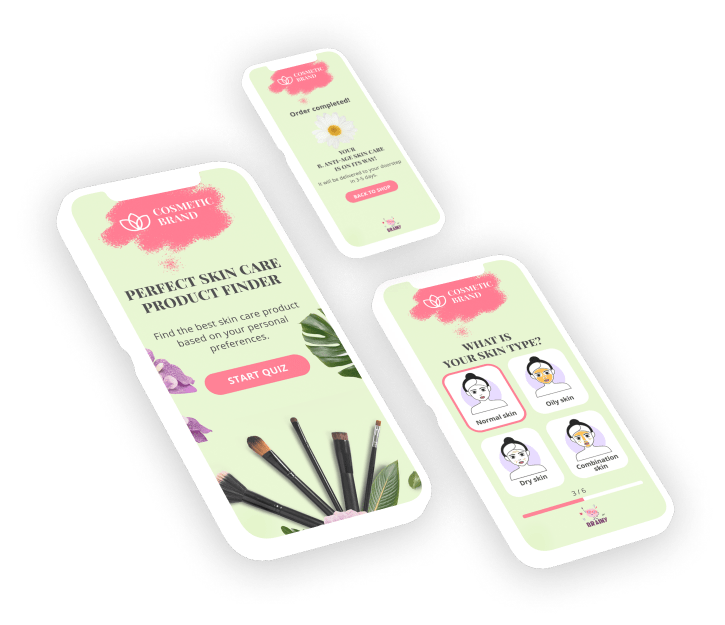 COSMETIC
BRAND
PERFECT SKIN CARE
PRODUCT FINDER
Find the best skin care product
based on your personal
preferences.
START QUIZ
COSMETIC
BRAND
Order completed!
YOUR
B. ANTI-AGE SKIN CARE
IS ON ITS WAY!
It will be delivered to your doorstep
in 3-5 days.
BACK TO SHOP
BRAINY
COSMETIC
BRAND
WHAT IS
YOUR SKIN TYPE?
Normal skin
Oily skin
Dry skin
Combination
skin
3 / 6
BRAINY